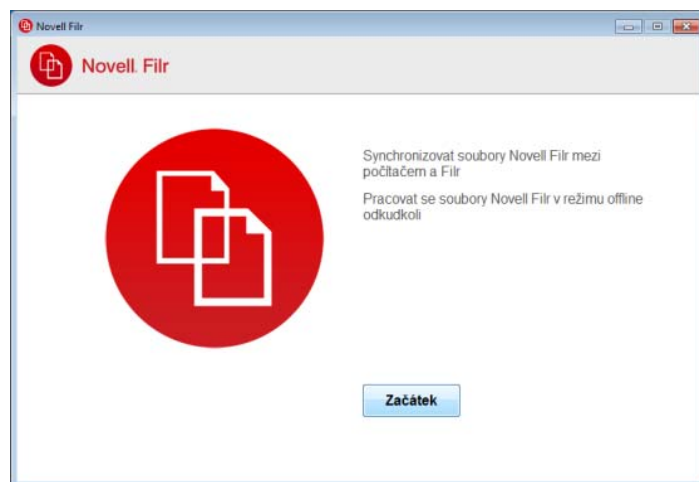 Novell Filr
Novell. Filr
Synchronizovat soubory Novell Filr mezi
počítačem a Filr
Pracovat se soubory Novell Filr v režimu offline
odkudkoli
Začátek